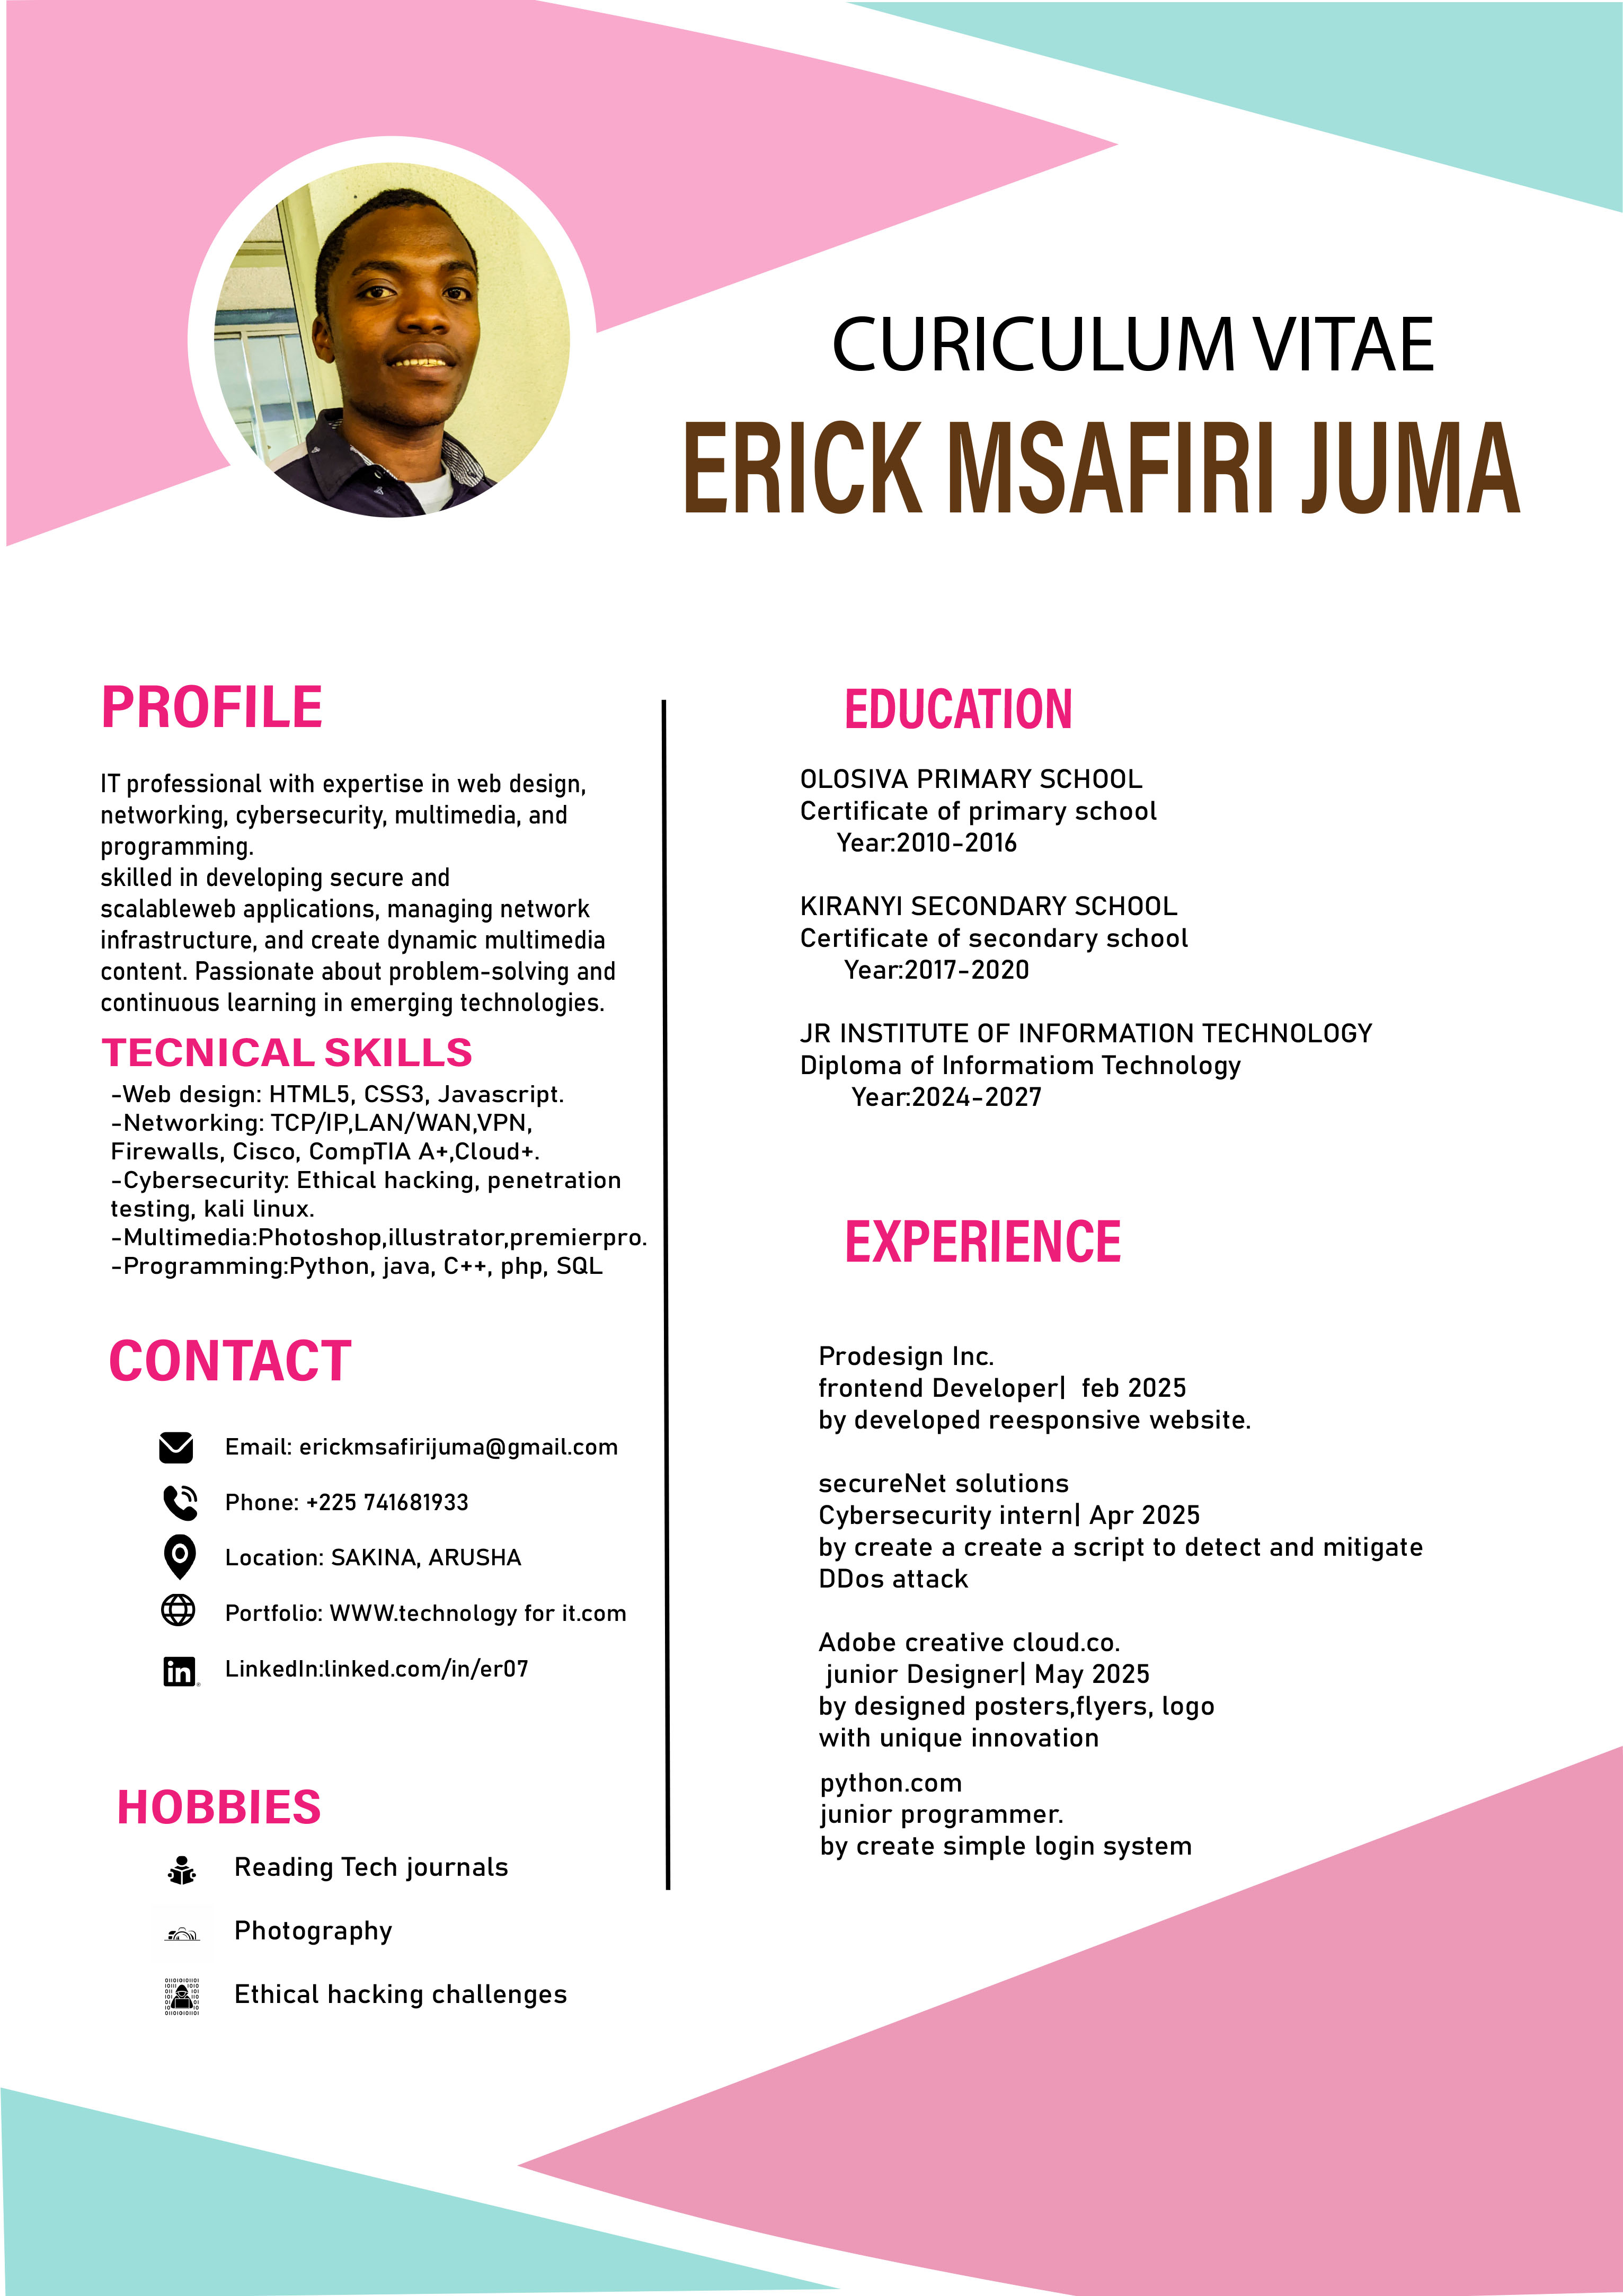 CURICULUM VITAE
ERICK MSAFIRI JUMA
PROFILE
IT professional with expertise in web design,
networking, cybersecurity, multimedia, and
programming.
skilled in developing secure and
scalableweb applications, managing network
infrastructure, and create dynamic multimedia
content. Passionate about problem-solving and
continuous learning in emerging technologies.
TECNICAL SKILLS
-Web design: HTML5, CSS3, Javascript.
-Networking: TCP/IP,LAN/WAN,VPN,
Firewalls, Cisco, CompTIA A+,Cloud+.
-Cybersecurity: Ethical hacking, penetration
testing, kali linux.
-Multimedia:Photoshop,illustrator,premierpro.
-Programming:Python, java, C++, php, SQL
CONTACT
Email: erickmsafirijuma@gmail.com
Phone: +225 741681933
Location: SAKINA, ARUSHA
Portfolio: WWW.technology for it.com
in
LinkedIn:linked.com/in/er07
HOBBIES
Reading Tech journals
Photography
Ethical hacking challenges
EDUCATION
OLOSIVA PRIMARY SCHOOL
Certificate of primary school
Year:2010-2016
KIRANYI SECONDARY SCHOOL
Certificate of secondary school
Year:2017-2020
JR INSTITUTE OF INFORMATION TECHNOLOGY
Diploma of Informatiom Technology
Year:2024-2027
EXPERIENCE
Prodesign Inc.
frontend Developer| feb 2025
by developed reesponsive website.
secureNet solutions
Cybersecurity intern| Apr 2025
by create a create a script to detect and mitigate
DDos attack
Adobe creative cloud.co.
junior Designer| May 2025
by designed posters,flyers, logo
with unique innovation
python.com
junior programmer.
by create simple login system